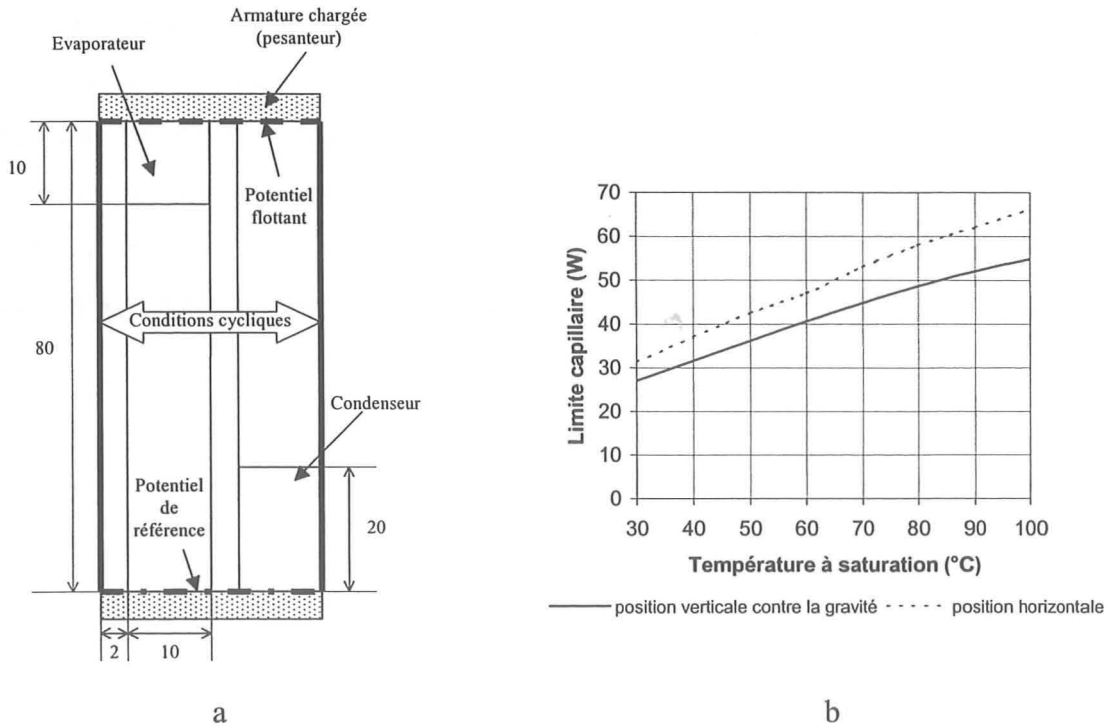 Armature chargée
(pesanteur)
Evaporateur
10
Potentiel
flottant
Conditions cycliques
80
Condenseur
Potentiel
de
référence
20
2
10
a
70
60
50
40
30
20
10
0
Limite capillaire (W)
30 40 50 60 70 80 90 100
Température à saturation (°C)
position verticale contre la gravité
position horizontale
b